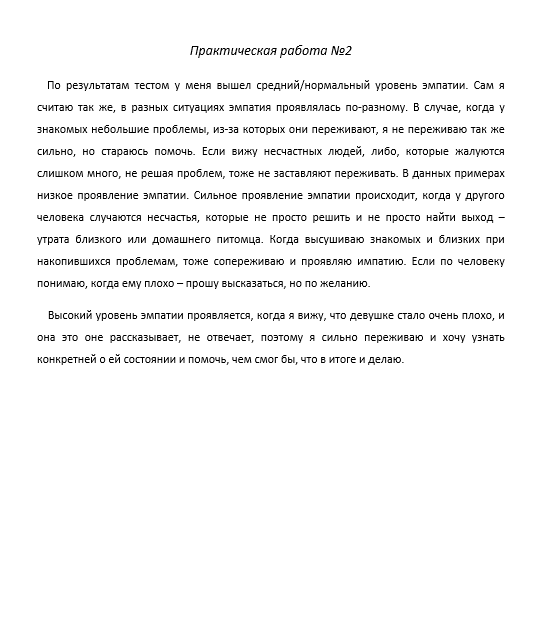 Практическая работа №2
По результатам тестом у меня вышел средний/нормальный уровень эмпатии. Сам я
считаю так же, в разных ситуациях эмпатия проявлялась по-разному. В случае, когда у
знакомых небольшие проблемы, из-за которых они переживают, я не переживаю так же
сильно, но стараюсь помочь. Если вижу несчастных людей, либо, которые жалуются
слишком много, не решая проблем, тоже не заставляют переживать. В данных примерах
низкое проявление эмпатии. Сильное проявление эмпатии происходит, когда у другого
человека случаются несчастья, которые не просто решить и не просто найти выход –
утрата близкого или домашнего питомца. Когда высушиваю знакомых и близких при
накопившихся проблемам, тоже сопереживаю и проявляю импатию. Если по человеку
понимаю, когда ему плохо – прошу высказаться, но по желанию.
Высокий уровень эмпатии проявляется, когда я вижу, что девушке стало очень плохо, и
она это оне рассказывает, не отвечает, поэтому я сильно переживаю и хочу узнать
конкретней о ей состоянии и помочь, чем смог бы, что в итоге и делаю.